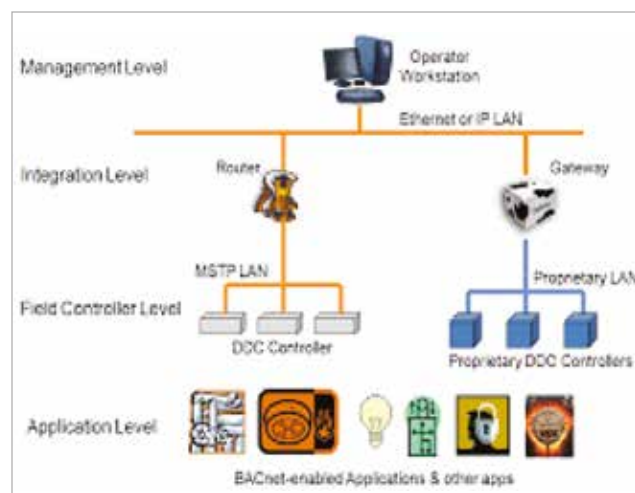 Management Level
Operator
Workstation
Ethernet or IP LAN
Integration Level
Router
Gateway
MSTP LAN
Proprietary LAN
Field Controller Level
DDC Controller
Proprietary DDC Controllers
Application Level
BACnet-enabled Applications & other apps